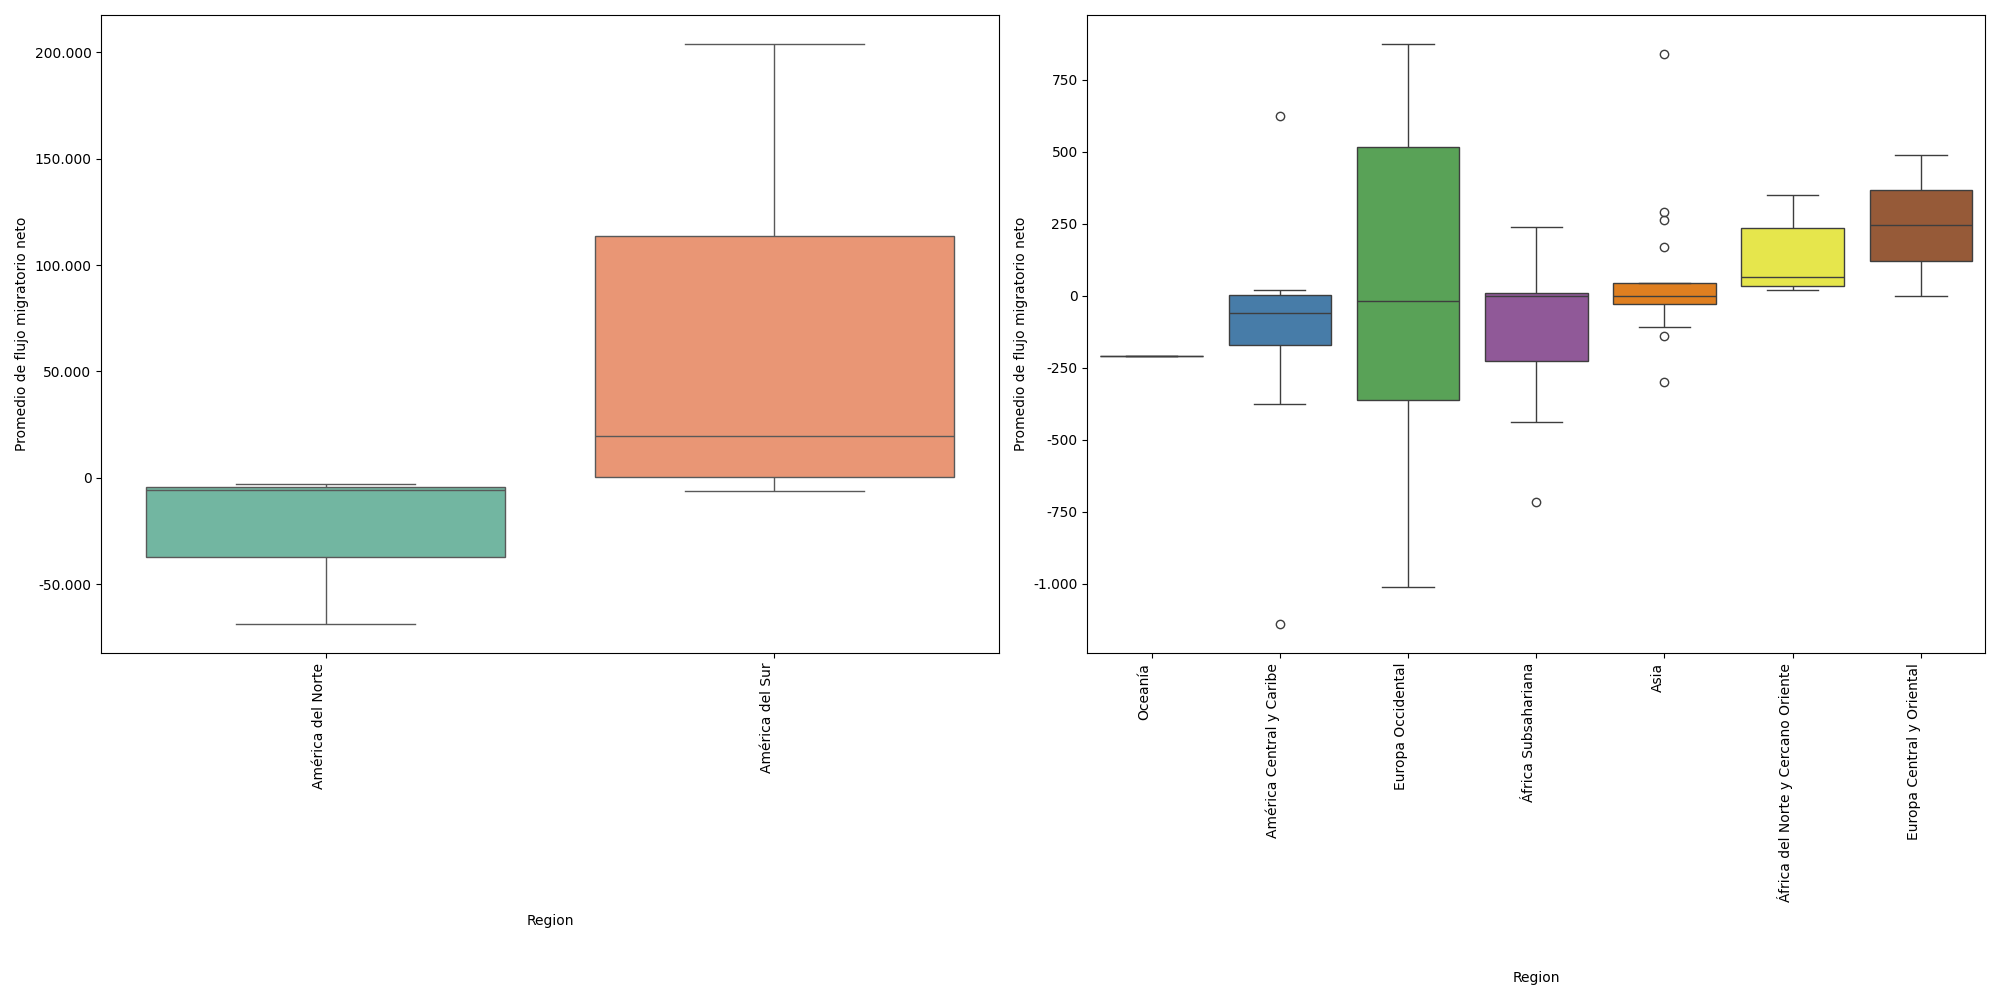 200.000
150.000
100.000
50.000
0
-50.000
Promedio de flujo migratorio neto
América del Norte
América del Sur
Region
750
500
250
0
-250
-500
-750
-1.000
Promedio de flujo migratorio neto
Oceanía
América Central y Caribe
Europa Occidental
África Subsahariana
Asia
África del Norte y Cercano Oriente
Europa Central y Oriental
Region